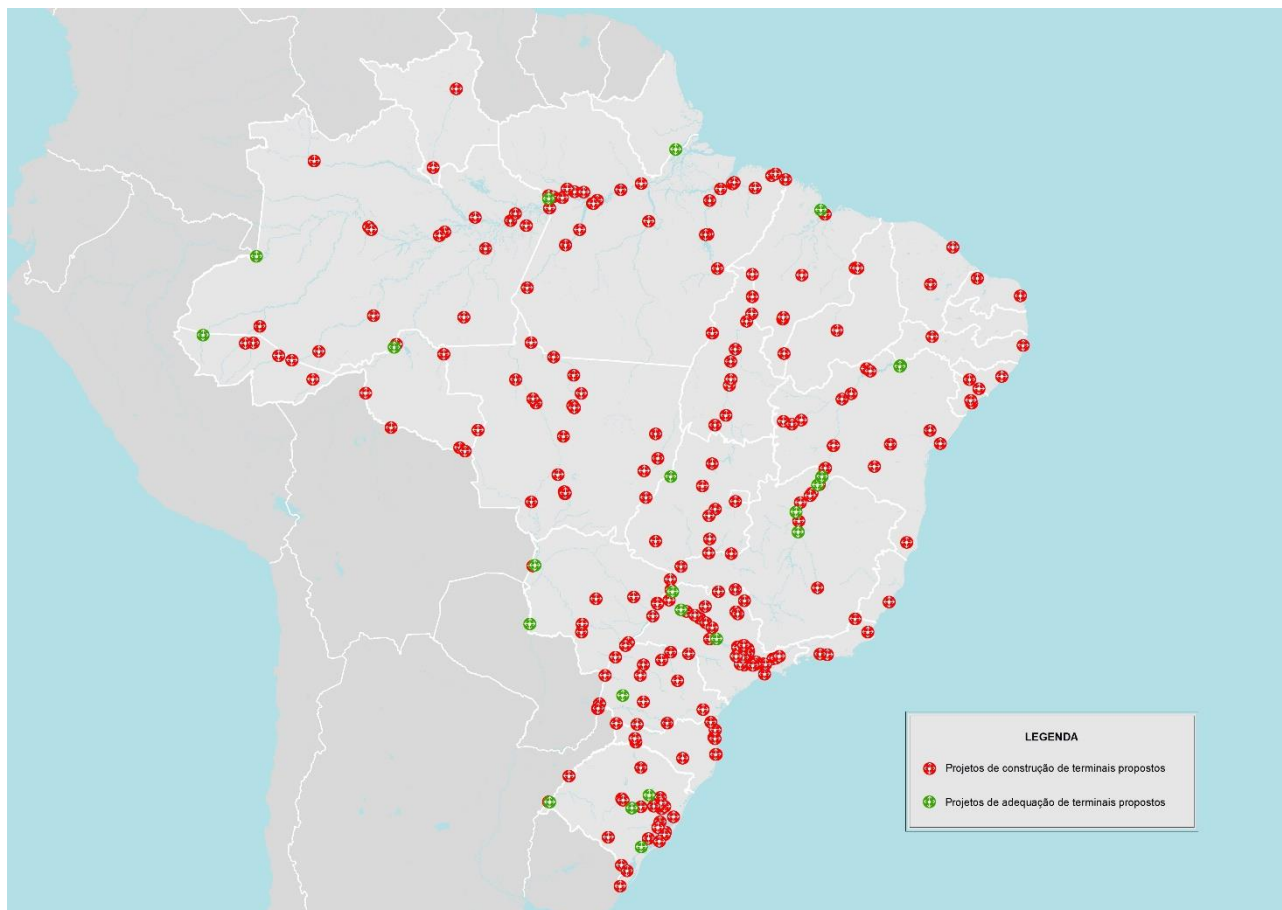 LEGENDA
Projetos de construção de terminais propostos
Projetos de adequação de terminais propostos